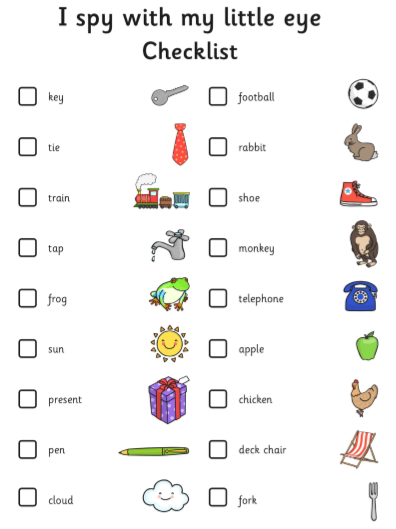 I spy with my little eye
Checklist
key
football
tie
rabbit
train
shoe
tap
monkey
frog
telephone
sun
apple
present
chicken
pen
deck chair
cloud
fork